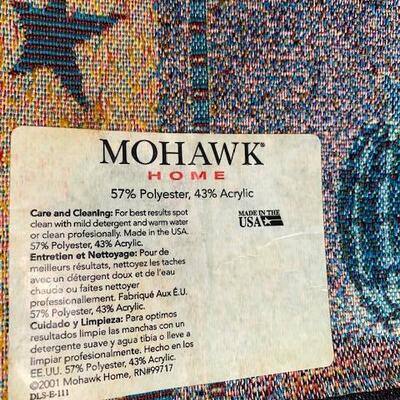 MOHAWK®
HOME
57% Polyester, 43% Acrylic
Care and Cleaning: For best results spot
clean with mild detergent and warm water
or clean profesionally. Made in the USA.
57% Polyester, 43% Acrylic.
MADE IN THE
USA
Entretien et Nettoyage: Pour de
meilleurs résultats, nettoyez les taches
avec un détergent doux et de l'eau
chauda ou faites nettoyez
professionnellement. Fabriqué Aux É.U.
57% Polyester, 43% Acrylic.
Cuidado y Limpieza: Para optimos
resultados limpie las manchas con un
detergente suave y agua tibia o lleve a
limpiar profesionalmente. Hecho en los
EE.UU. 57% Polyester, 43% Acrylic.
©2001 Mohawk Home, RN#99717
DLS-E-111